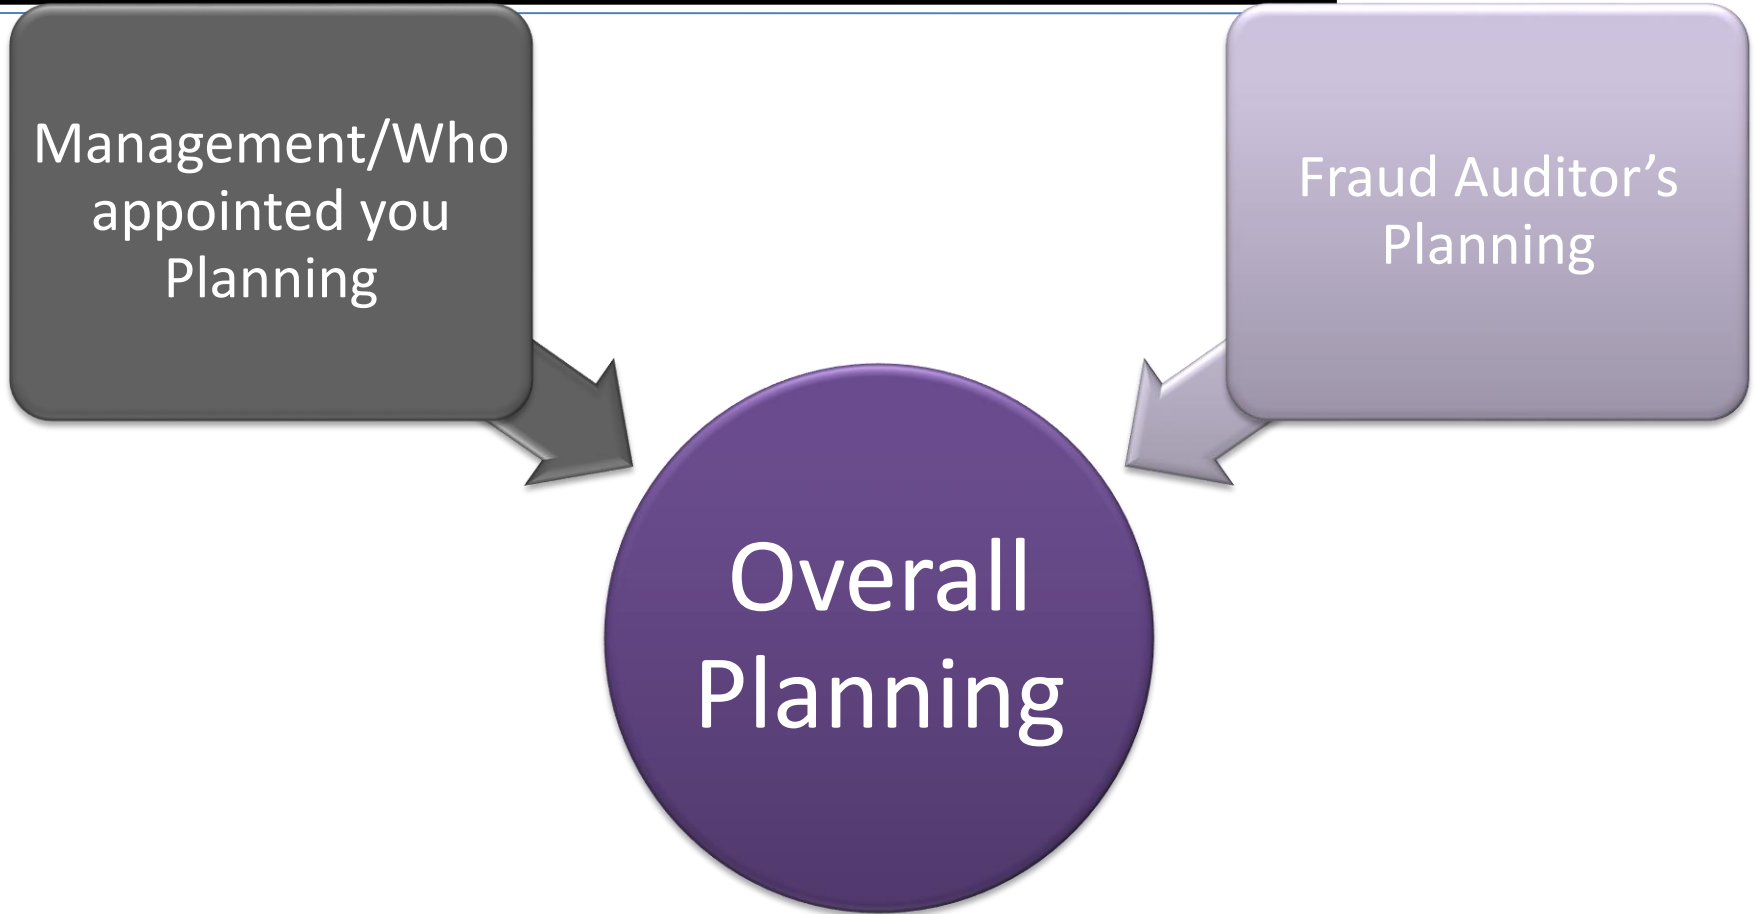 Management/Who
appointed you
Planning
Fraud Auditor’s
Planning
Overall
Planning